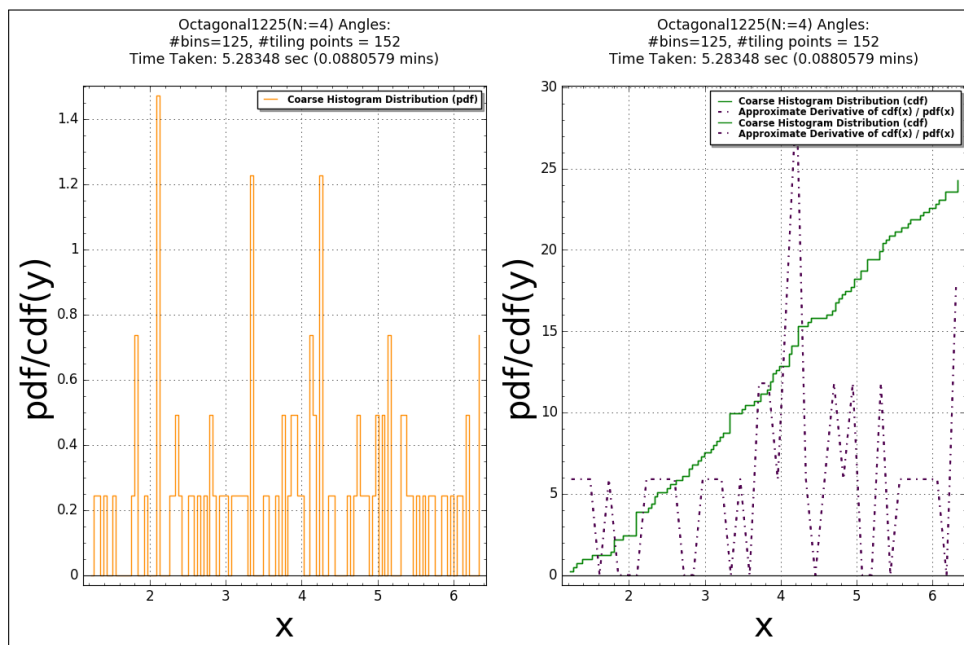 Octagonal1225(N:=4) Angles:
#bins=125, #tiling points = 152
Time Taken: 5.28348 sec (0.0880579 mins)
Coarse Histogram Distribution (pdf)
pdf/cdf(y)
1.4
1.2
1
0.8
0.6
0.4
0.2
0
2
3
4
5
6
x
Octagonal1225(N:=4) Angles:
#bins=125, #tiling points = 152
Time Taken: 5.28348 sec (0.0880579 mins)
Coarse Histogram Distribution (cdf)
Approximate Derivative of cdf(x) / pdf(x)
Coarse Histogram Distribution (cdf)
Approximate Derivative of cdf(x) / pdf(x)
pdf/cdf(y)
30
25
20
15
10
5
0
2
3
4
5
6
x